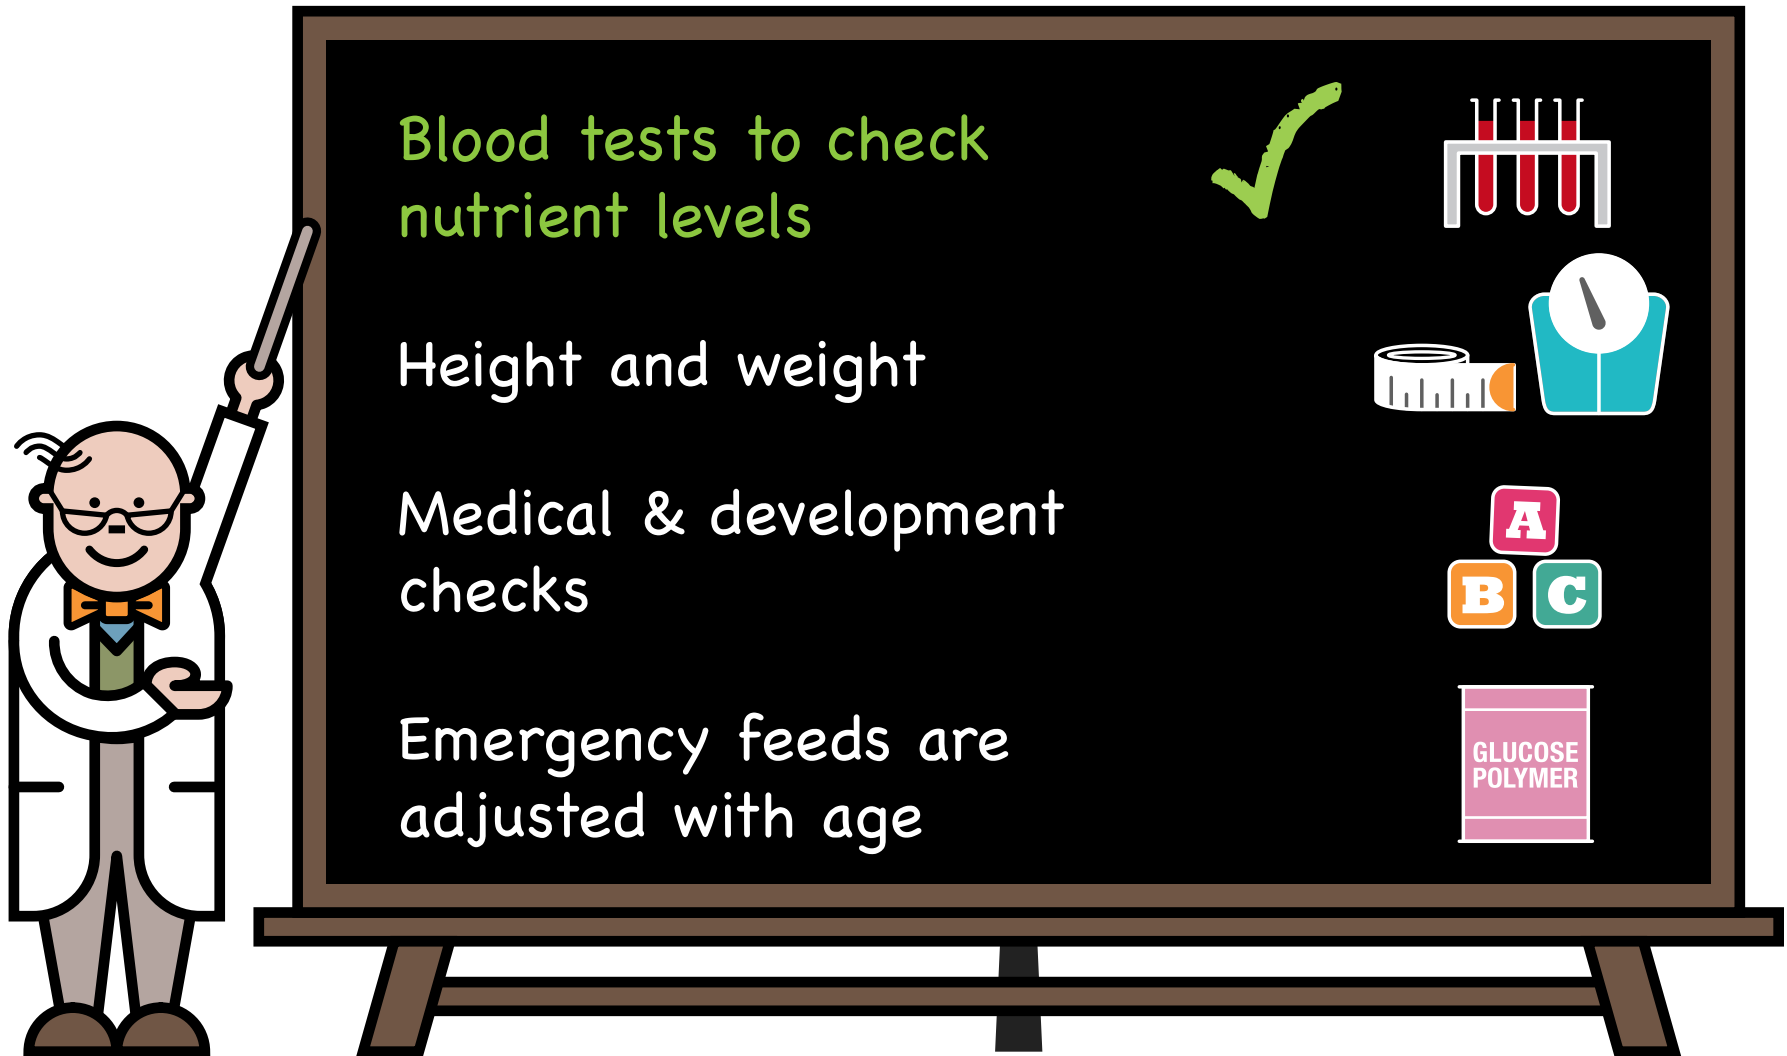 Blood tests to check
nutrient levels
Height and weight
Medical & development
checks
A
B C
Emergency feeds are
adjusted with age
GLUCOSE
POLYMER